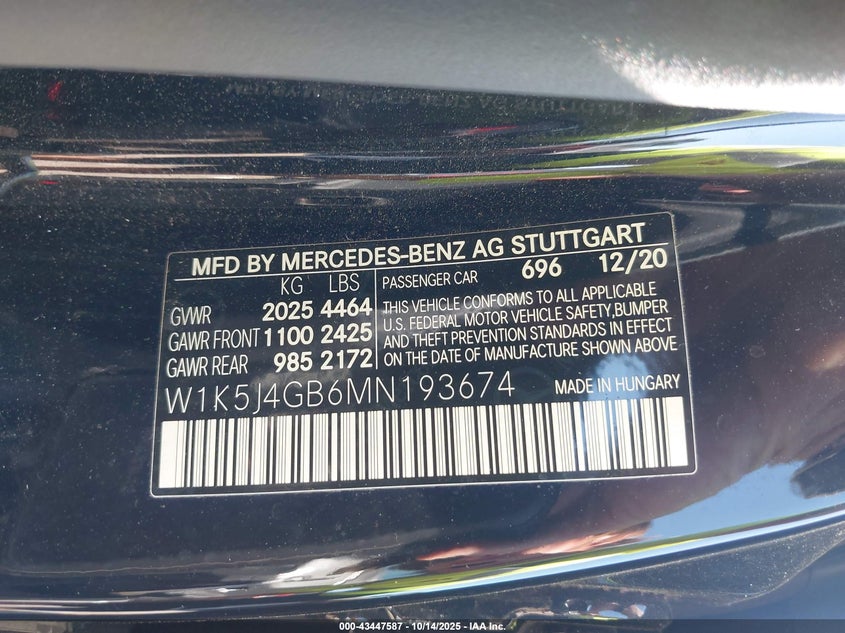 MFD BY MERCEDES-BENZ AG STUTTGART
KG LBS
GVWR 2025 4464
GAWR FRONT 1100 2425
GAWR REAR 985 2172
PASSENGER CAR 696 12/20
THIS VEHICLE CONFORMS TO ALL APPLICABLE
U.S. FEDERAL MOTOR VEHICLE SAFETY,BUMPER
AND THEFT PREVENTION STANDARDS IN EFFECT
ON THE DATE OF MANUFACTURE SHOWN ABOVE
W1K5J4GB6MN193674 MADE IN HUNGARY
000-43447587 | 10/14/2025 - IAA Inc.